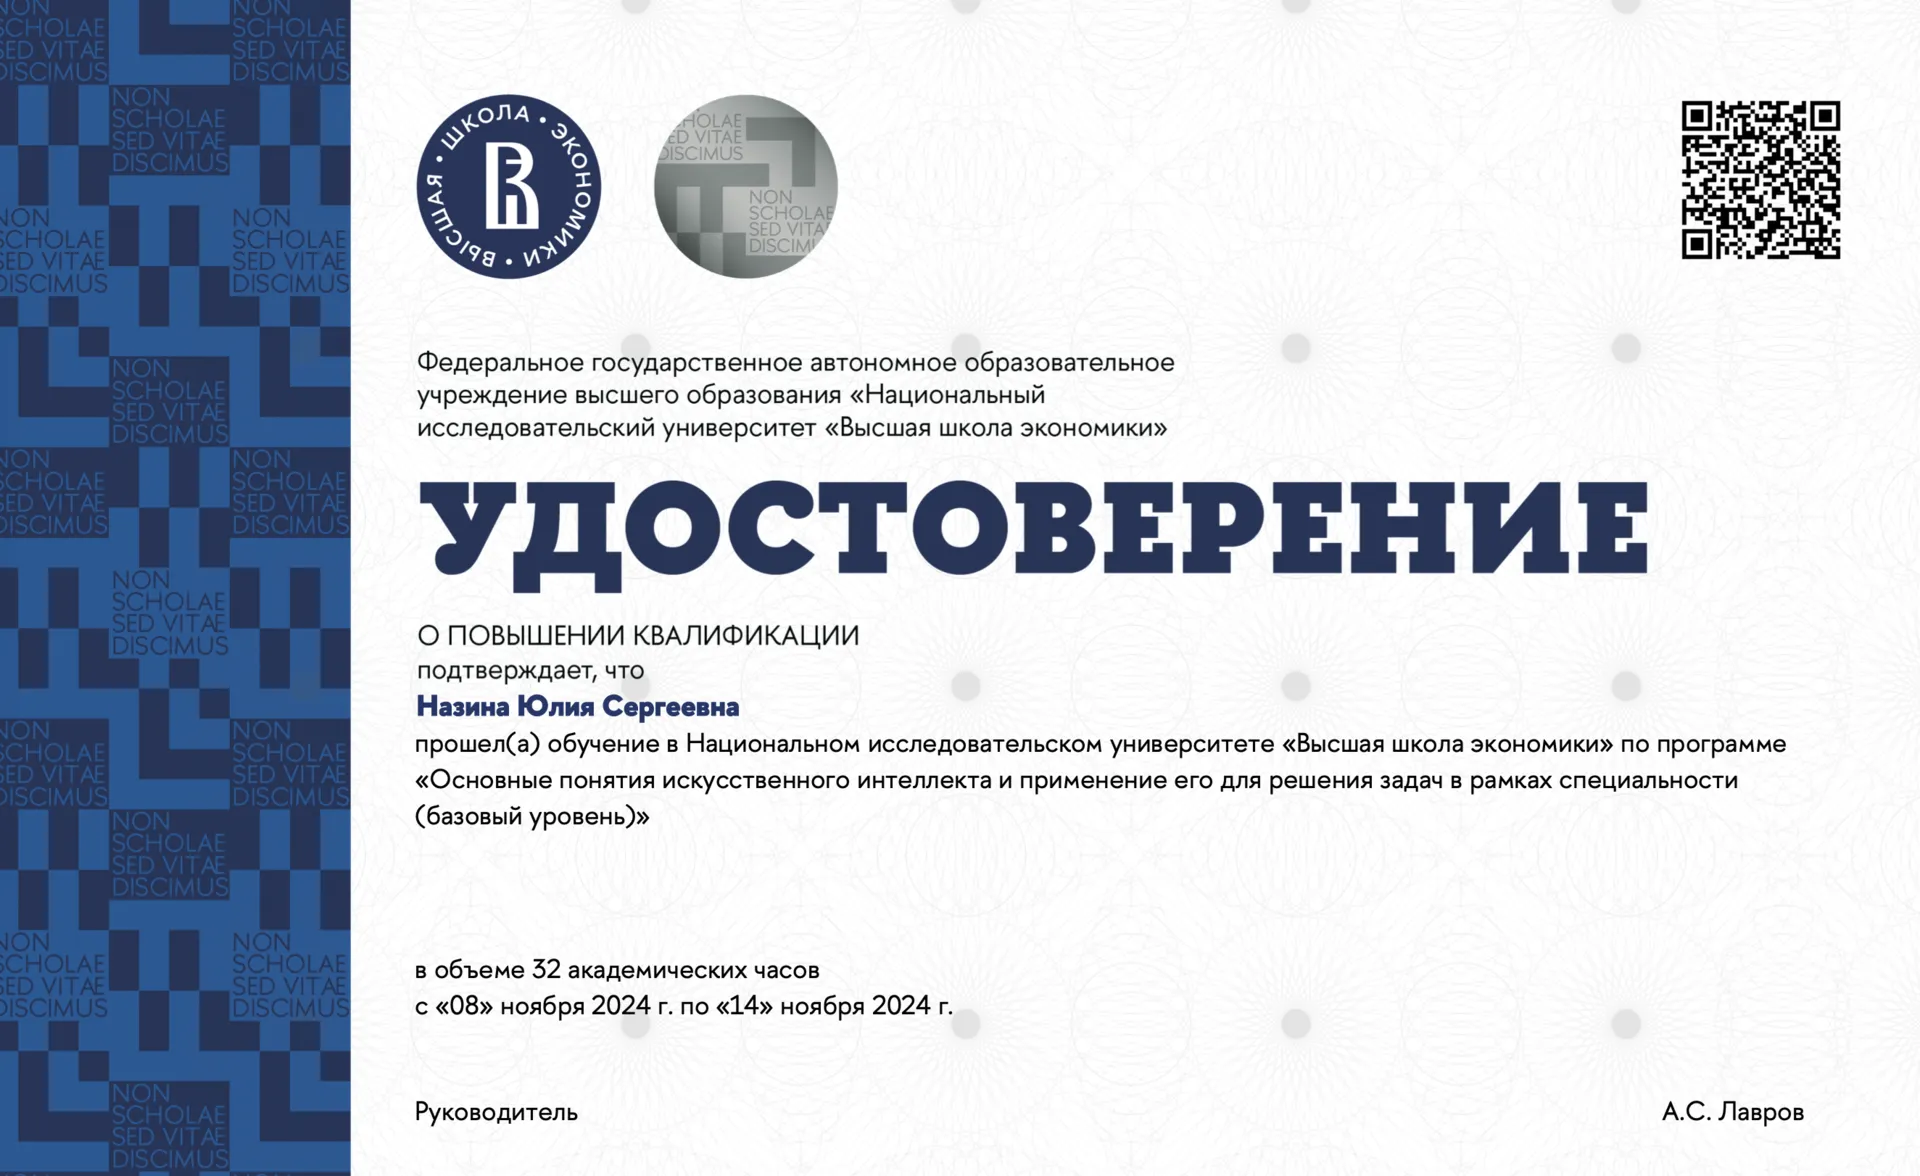 ВЫСШАЯ • ШКОЛА • ЭКОНОМИКИ •
NON
SCHOLAE
SED VITAE
DISCIMUS
Федеральное государственное автономное образовательное
учреждение высшего образования «Национальный
исследовательский университет «Высшая школа экономики»
УДОСТОВЕРЕНИЕ
О ПОВЫШЕНИИ КВАЛИФИКАЦИИ
подтверждает, что
Назина Юлия Сергеевна
прошел(а) обучение в Национальном исследовательском университете «Высшая школа экономики» по программе
«Основные понятия искусственного интеллекта и применение его для решения задач в рамках специальности
(базовый уровень)»
в объеме 32 академических часов
с «08» ноября 2024 г. по «14» ноября 2024 г.
Руководитель А.С. Лавров